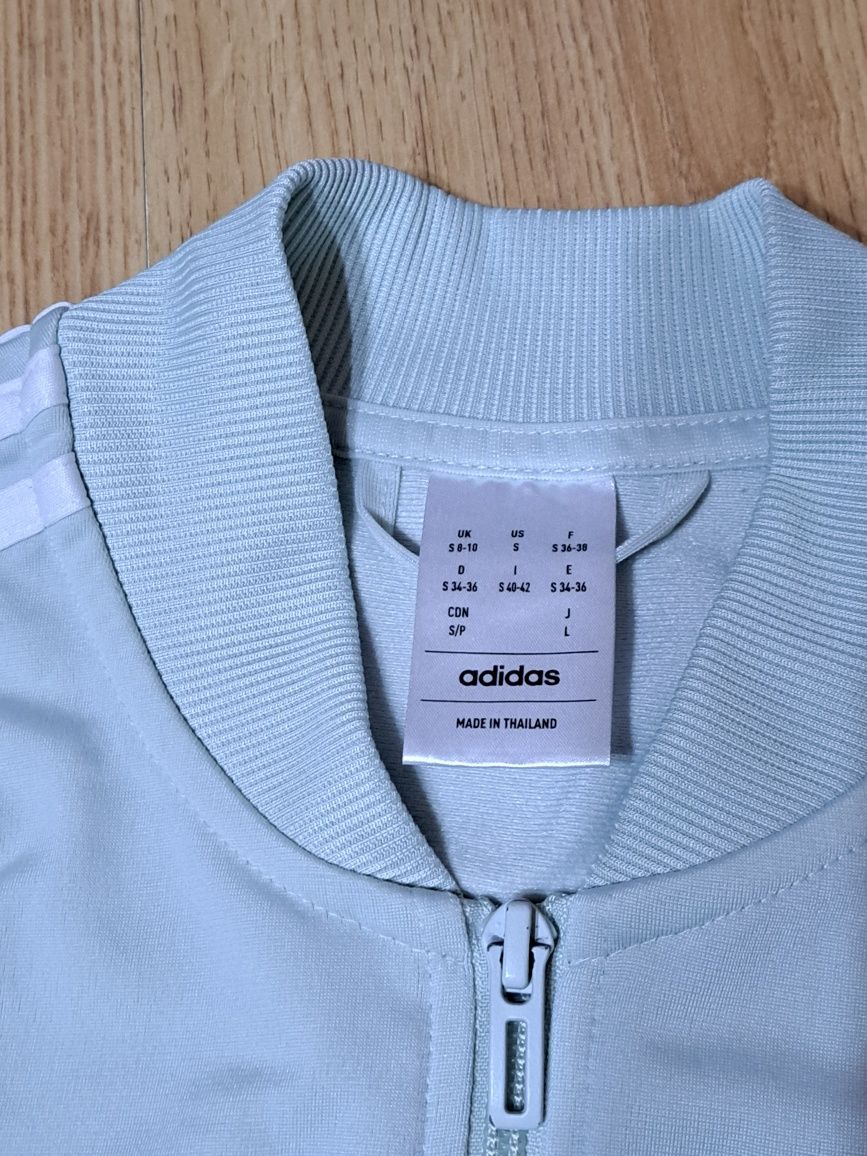 UK US F
S 8-10 S S 36-38
D I E
S 34-36 S 40-42 S 34-36
CDN J
S/P L
adidas
MADE IN THAILAND